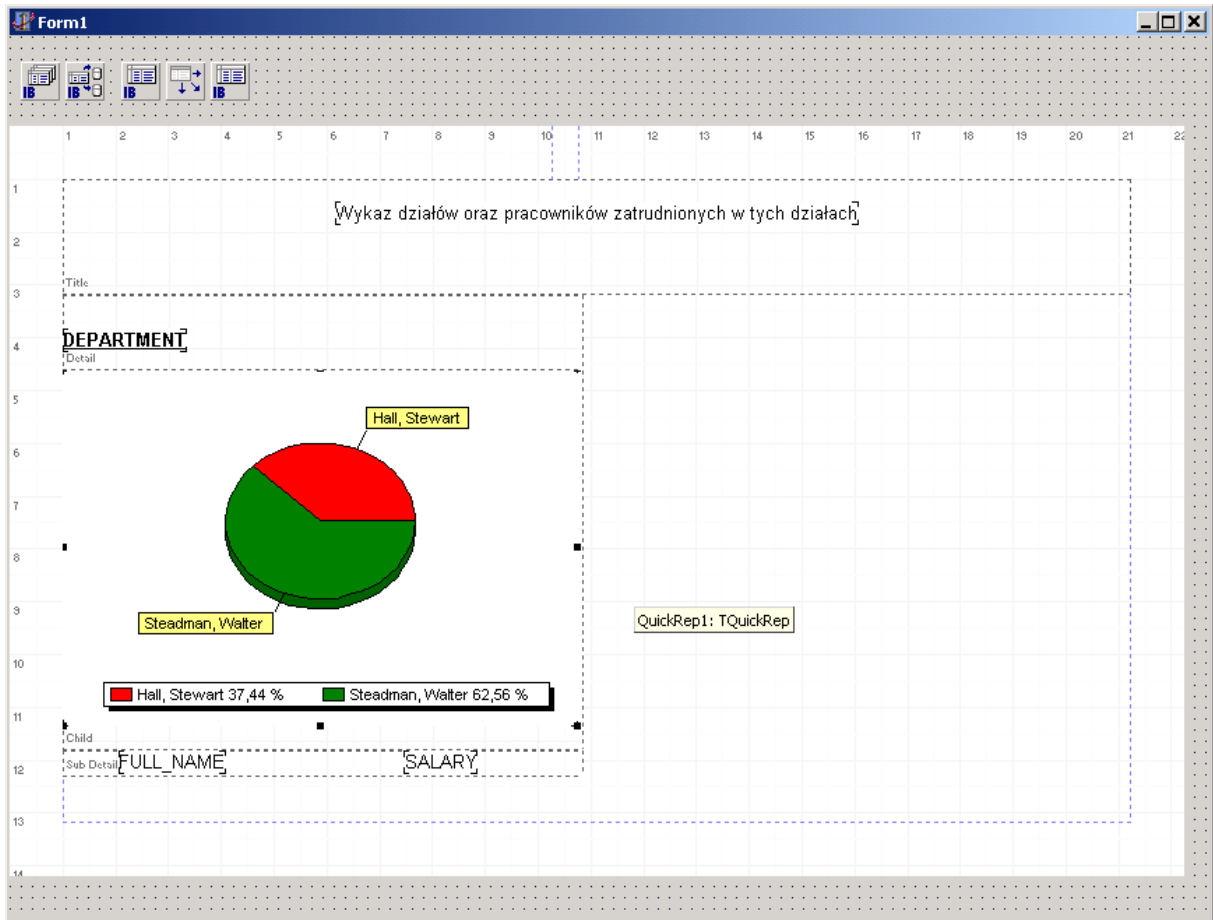 Form1
IB IB IB IB
1 2 3 4 5 6 7 8 9 10 11 12 13 14 15 16 17 18 19 20 21 22
1
Wykaz działów oraz pracowników zatrudnionych w tych działach
2
Title
3
DEPARTMENT
4
Detail
5
Hall, Stewart
6
7
8
9
Steadman, Walter
QuickRep1: TQuickRep
10
Hall, Stewart 37,44 % Steadman, Walter 62,56 %
11
Child
Sub Detail FULL_NAME SALARY
12
13
14